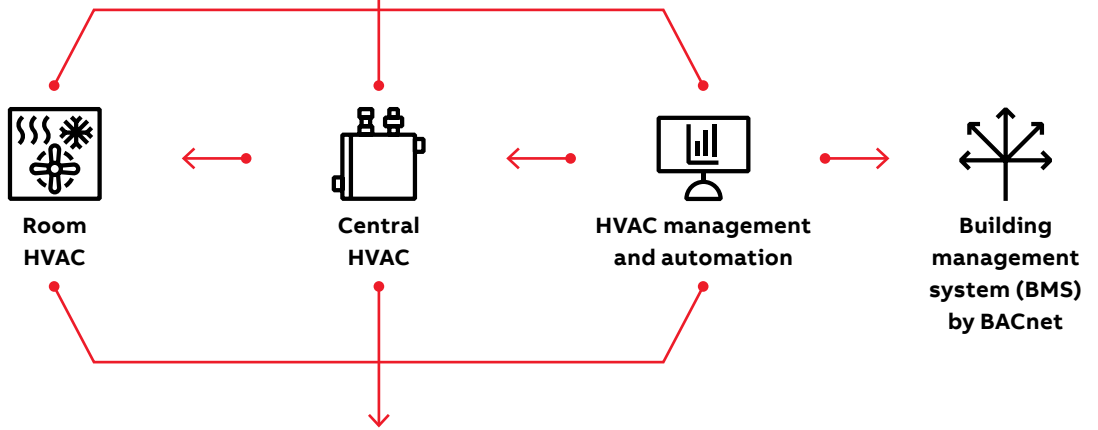 Room
HVAC
Central
HVAC
HVAC management
and automation
Building
management
system (BMS)
by BACnet